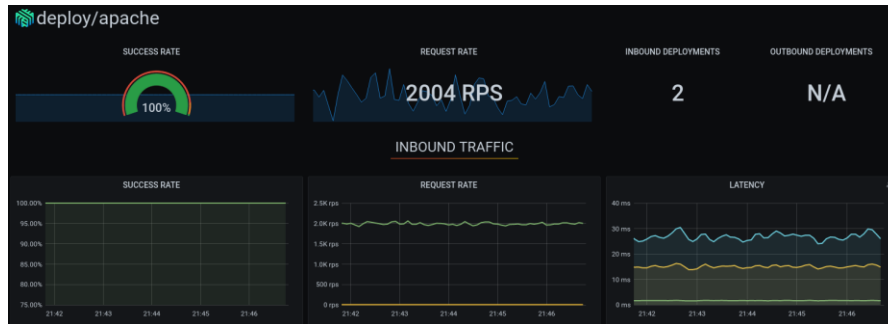 deploy/apache
SUCCESS RATE
100%
REQUEST RATE
2004 RPS
INBOUND DEPLOYMENTS
2
OUTBOUND DEPLOYMENTS
N/A
INBOUND TRAFFIC
SUCCESS RATE
100.00%
95.00%
90.00%
85.00%
80.00%
75.00%
21:42 21:43 21:44 21:45 21:46
REQUEST RATE
2.5K rps
2.0K rps
1.5K rps
1.0K rps
500 rps
0 rps
21:42 21:43 21:44 21:45 21:46
LATENCY
40 ms
30 ms
20 ms
10 ms
0 ms
21:42 21:43 21:44 21:45 21:46